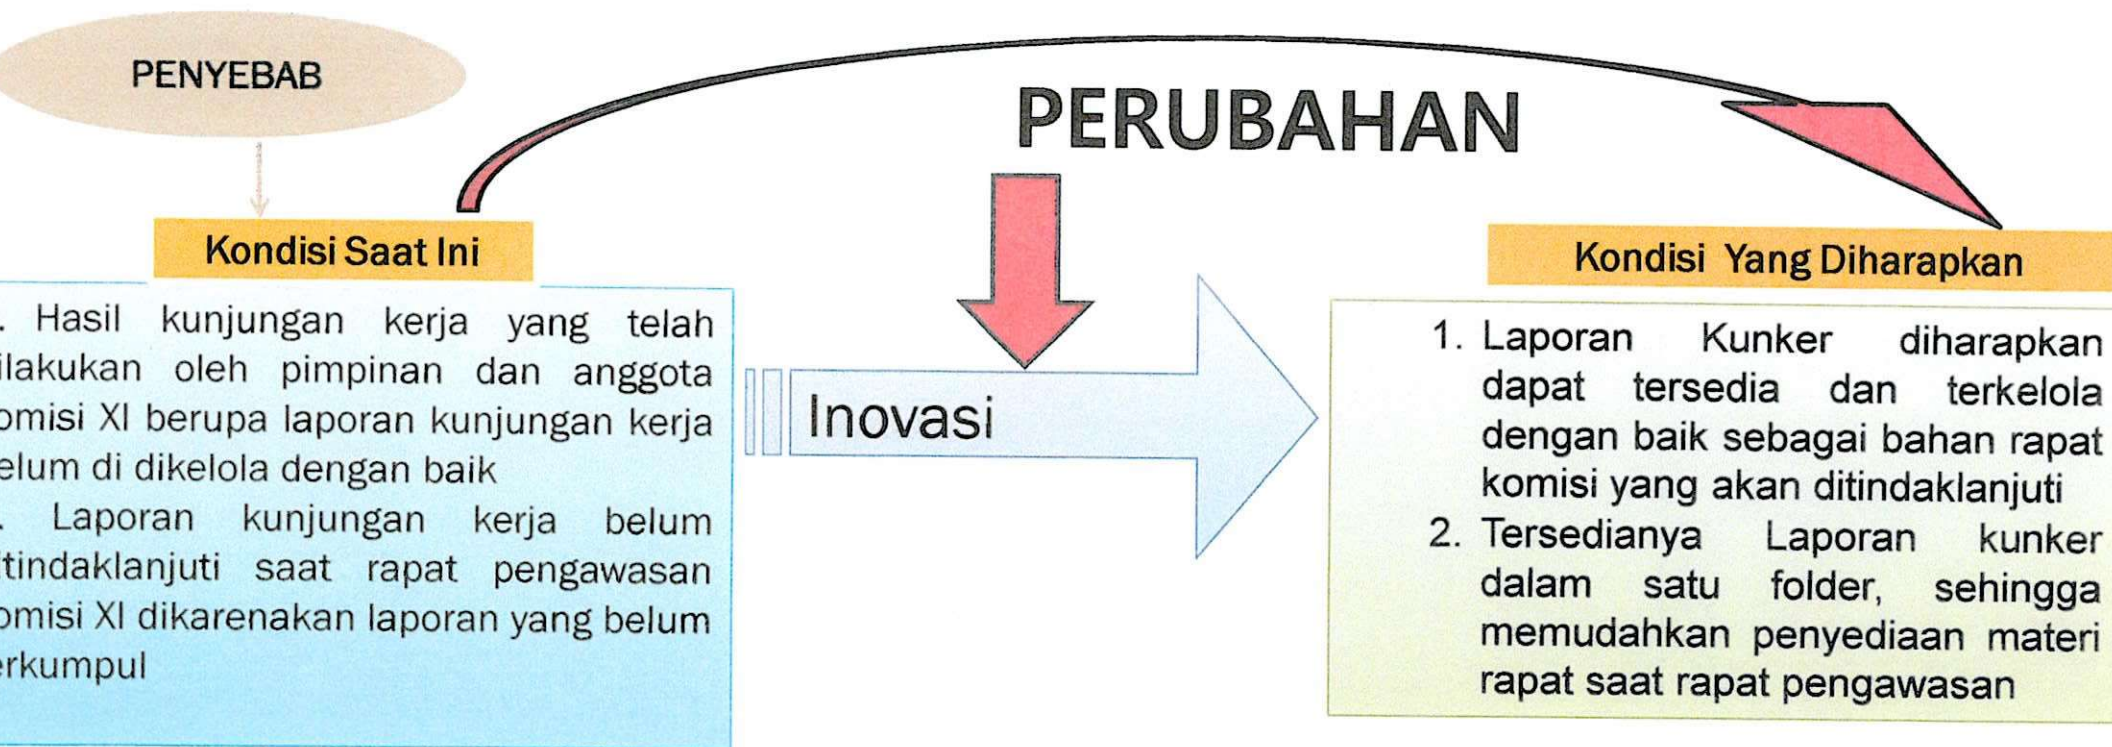 PENYEBAB
PERUBAHAN
Kondisi Saat Ini
. Hasil kunjungan kerja yang telah
ilakukan oleh pimpinan dan anggota
omisi XI berupa laporan kunjungan kerja
elum di dikelola dengan baik
. Laporan kunjungan kerja belum
itindaklanjuti saat rapat pengawasan
omisi XI dikarenakan laporan yang belum
erkumpul
Inovasi
Kondisi Yang Diharapkan
1. Laporan Kunker diharapkan
dapat tersedia dan terkelola
dengan baik sebagai bahan rapat
komisi yang akan ditindaklanjuti
2. Tersedianya Laporan kunker
dalam satu folder, sehingga
memudahkan penyediaan materi
rapat saat rapat pengawasan